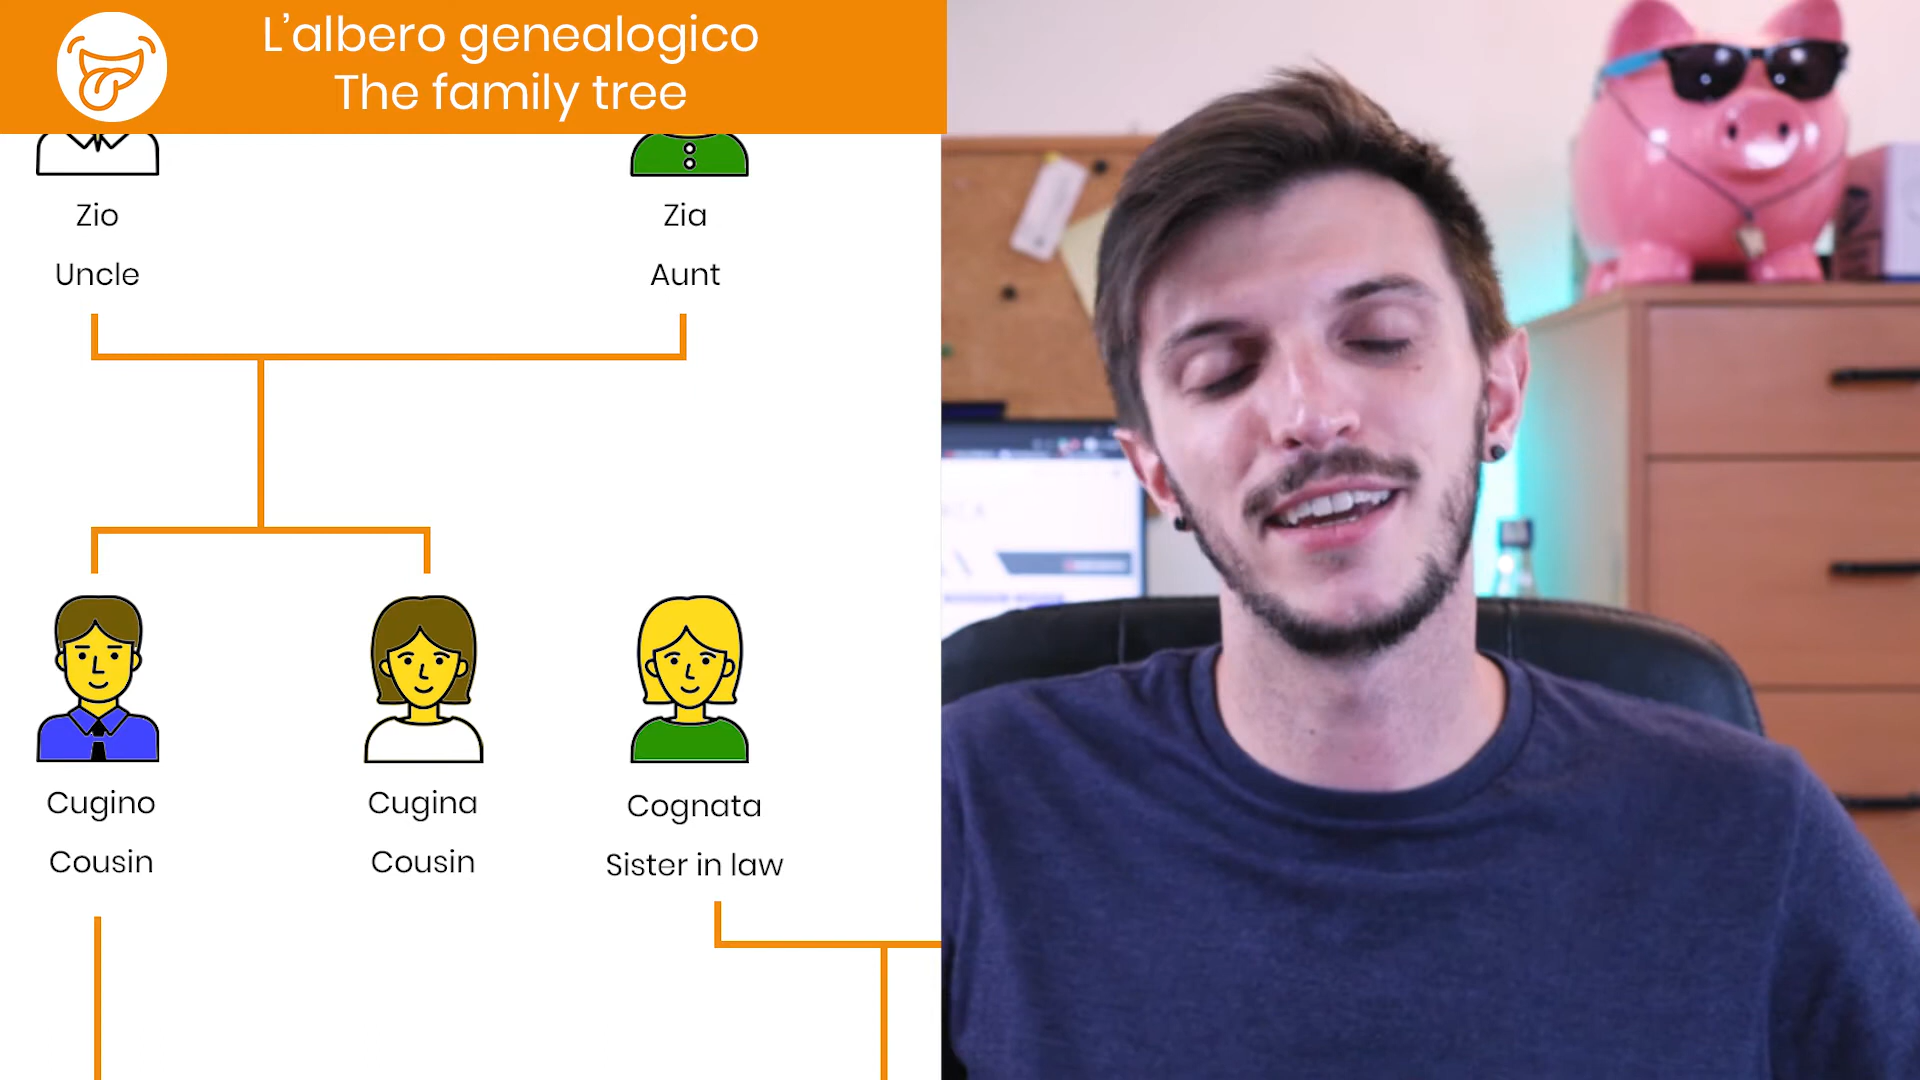 L'albero genealogico
The family tree
Zio
Zia
Uncle
Aunt
Cugino
Cugina
Cognata
Cousin
Cousin
Sister in law